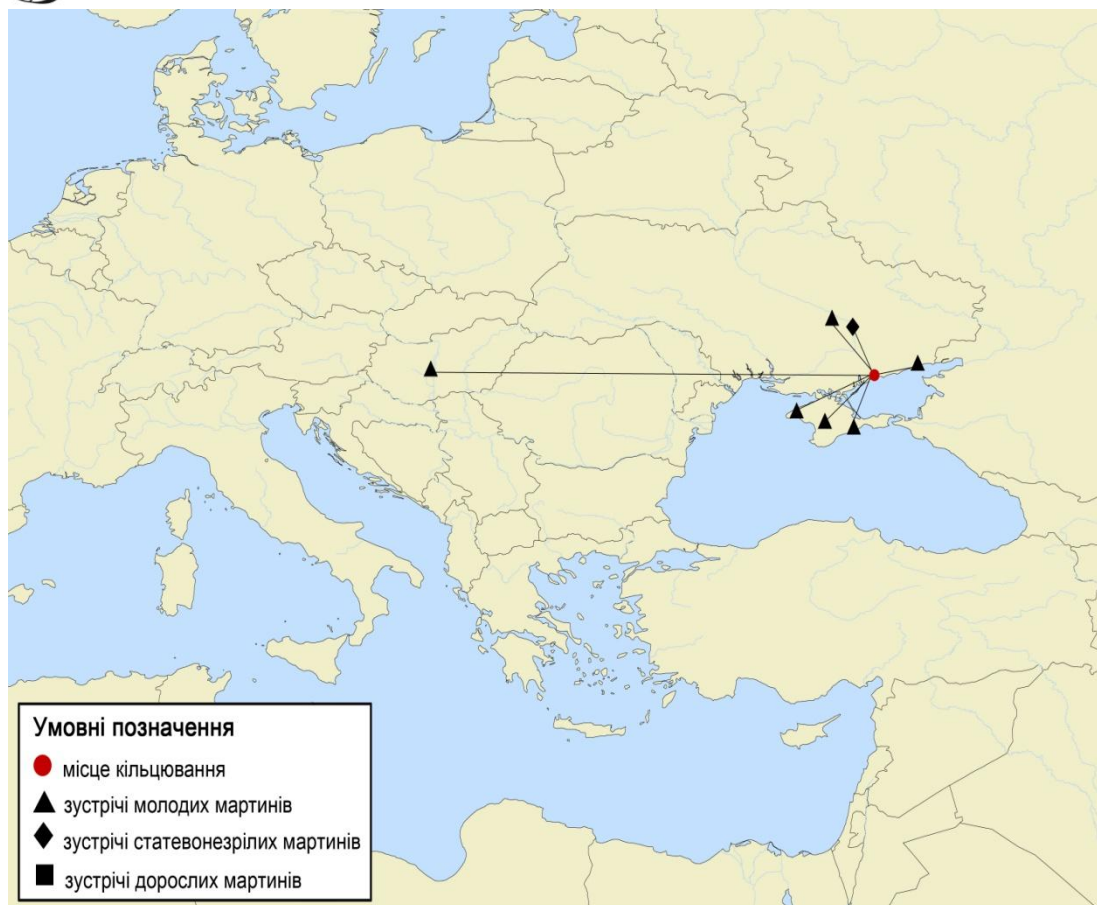 Умовні позначення
місце кільцювання
зустрічі молодих мартинів
зустрічі статевонезрілих мартинів
зустрічі дорослих мартинів